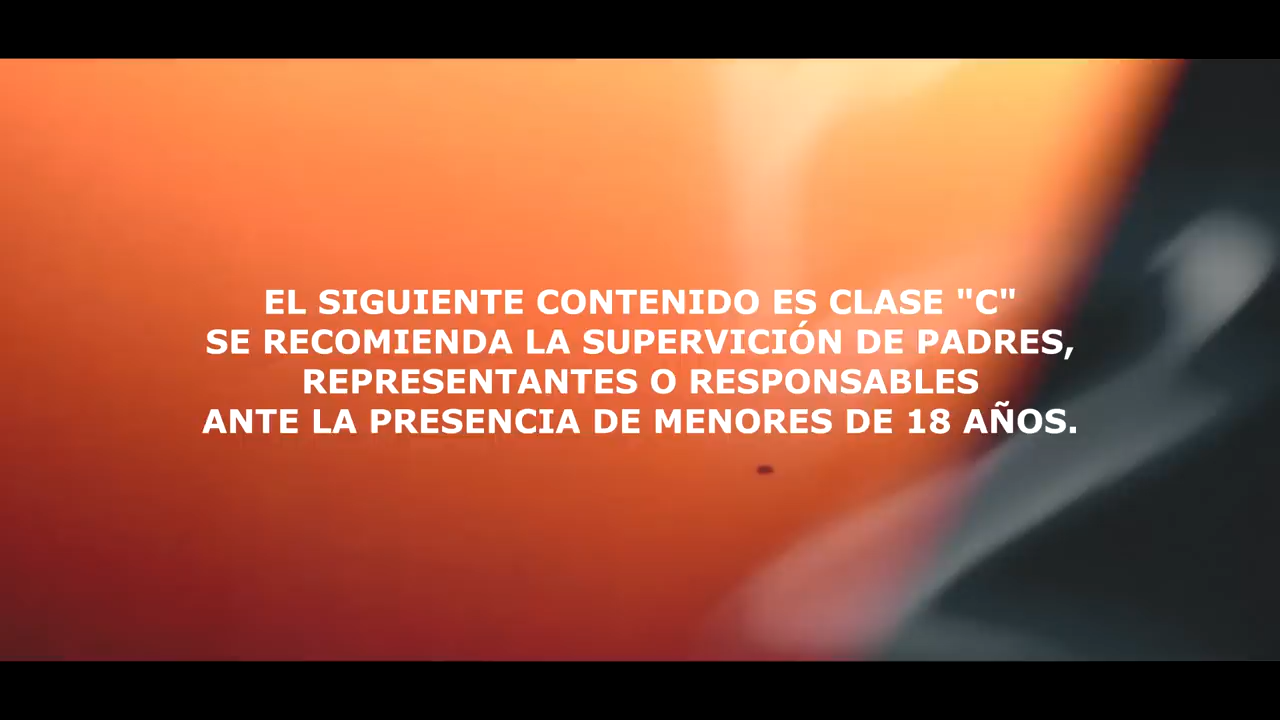 EL SIGUIENTE CONTENIDO ES CLASE "C"
SE RECOMIENDA LA SUPERVICIÓN DE PADRES,
REPRESENTANTES O RESPONSABLES
ANTE LA PRESENCIA DE MENORES DE 18 AÑOS.